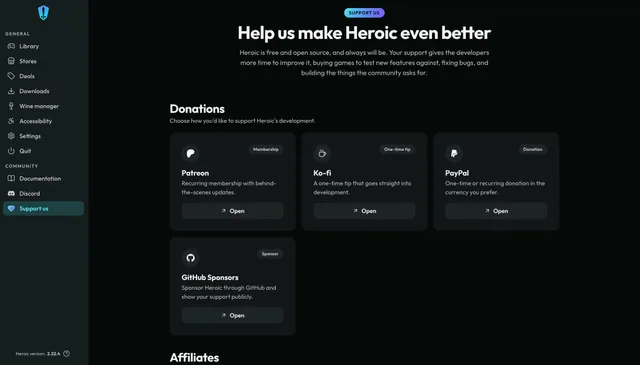 GENERAL
Library
Stores
Deals
Downloads
Wine manager
Accessibility
Settings
Quit
COMMUNITY
Documentation
Discord
Support us
Heroic version. 2.22.4
SUPPORT US
Help us make Heroic even better
Heroic is free and open source, and always will be. Your support gives the developers
more time to improve it, buying games to test new features against, fixing bugs, and
building the things the community asks for.
Donations
Choose how you'd like to support Heroic's development.
Membership
Patreon
Recurring membership with behind-
the-scenes updates.
Open
One-time tip
Ko-fi
A one-time tip that goes straight into
development.
Open
Donation
PayPal
One-time or recurring donation in the
currency you prefer.
Open
Sponsor
GitHub Sponsors
Sponsor Heroic through GitHub and
show your support publicly.
Open
Affiliates